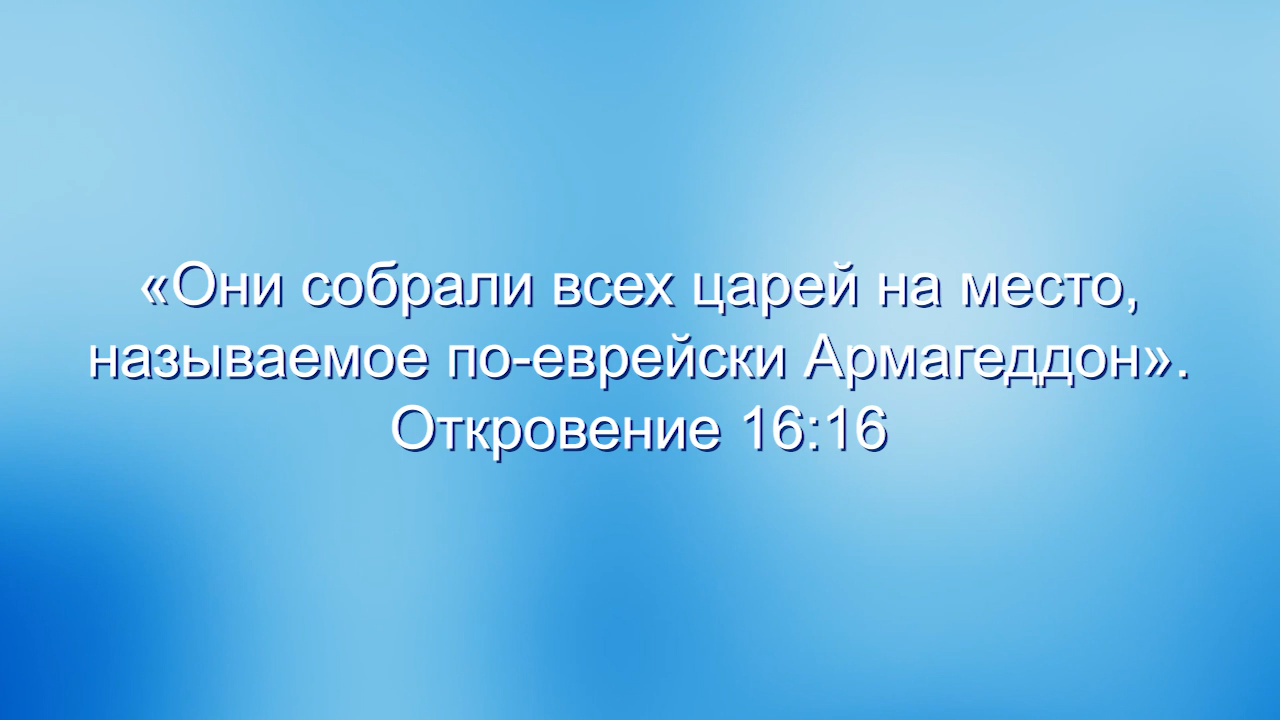 «Они собрали всех царей на место,
называемое по-еврейски Армагеддон».
Откровение 16:16